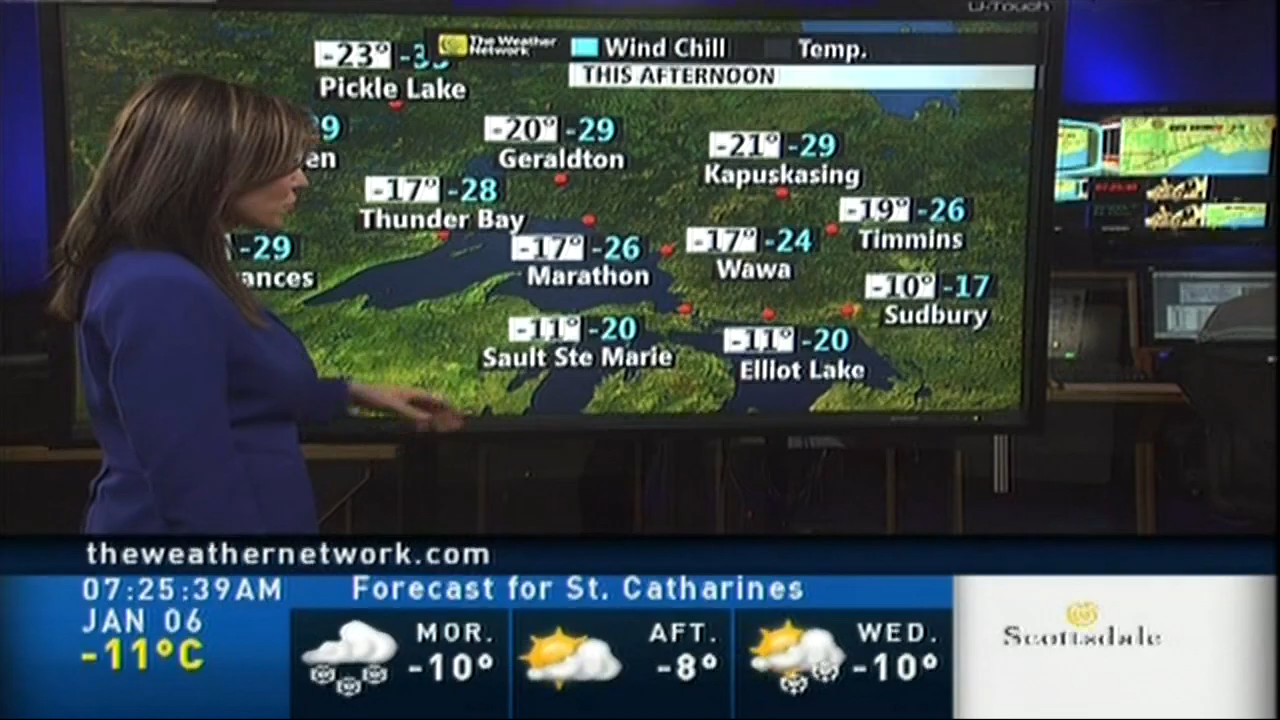 U-Touch
The Weather Network
Wind Chill
Temp.
THIS AFTERNOON
-23°
Pickle Lake
-20° -29
Geraldton
-21° -29
Kapuskasing
-17° -28
Thunder Bay
-19° -26
Timmins
-29
ances
-17° -26
Marathon
-17° -24
Wawa
-10° -17
Sudbury
-11° -20
Sault Ste Marie
-11° -20
Elliot Lake
theweathernetwork.com
07:25:39AM
JAN 06
-11°C
Forecast for St. Catharines
MOR.
-10°
AFT.
-8°
WED.
-10°
Scottsdale